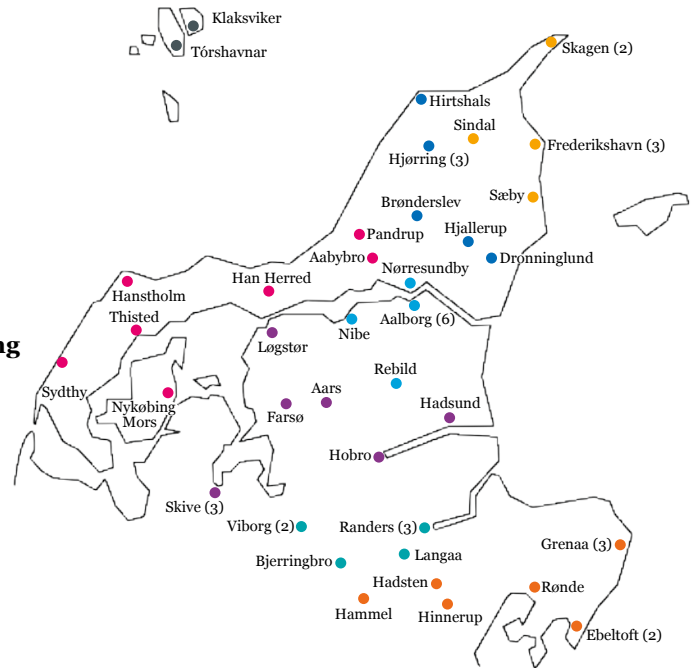 Klaksviker
Tórshavnar
Skagen (2)
Hirtshals
Sindal
Frederikshavn (3)
Hjørring (3)
Sæby
Brønderslev
Pandrup
Hjallerup
Aabybro
Dronninglund
Nørresundby
Han Herred
Hanstholm
Thisted
Nibe
Aalborg (6)
ng
Løgstør
Sydthy
Rebild
Nykøbing
Mors
Aars
Farsø
Hadsund
Hobro
Skive (3)
Viborg (2)
Randers (3)
Bjerringbro
Langaa
Grenaa (3)
Hadsten
Rønde
Hammel
Hinnerup
Ebeltoft (2)